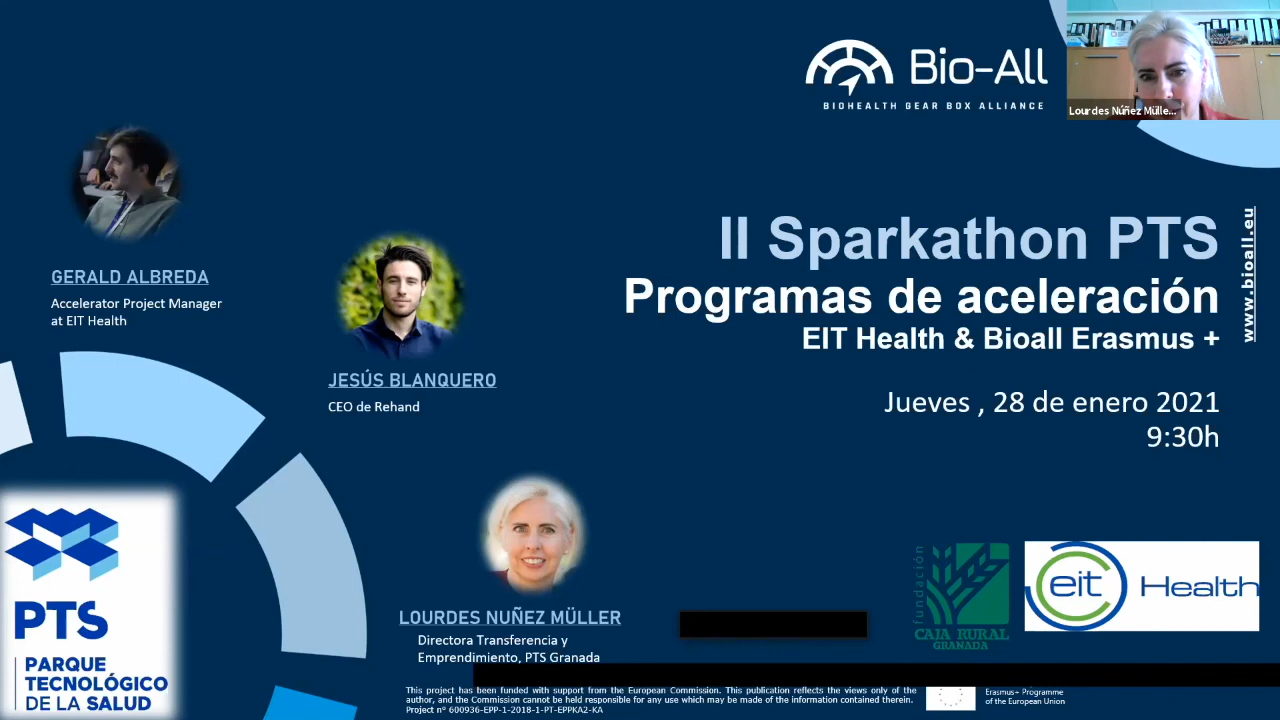 Bio-All
BIOHEALTH GEAR BOX ALLIANCE
Lourdes Núñez Mülle...
GERALD ALBREDA
Accelerator Project Manager
at EIT Health
JESÚS BLANQUERO
CEO de Rehand
II Sparkathon PTS
Programas de aceleración
EIT Health & Bioall Erasmus +
www.bioall.eu
Jueves , 28 de enero 2021
9:30h
LOURDES NUÑEZ MÜLLER
Directora Transferencia y
Emprendimiento, PTS Granada
PTS
PARQUE
TECNOLÓGICO
DE LA SALUD
fundación
CAJA RURAL
GRANADA
eit Health
This project has been funded with support from the European Commission. This publication reflects the views only of the
author, and the Commission cannot be held responsible for any use which may be made of the information contained therein.
Project nº 600936-EPP-1-2018-1-PT-EPPKA2-KA
Erasmus+ Programme
of the European Union